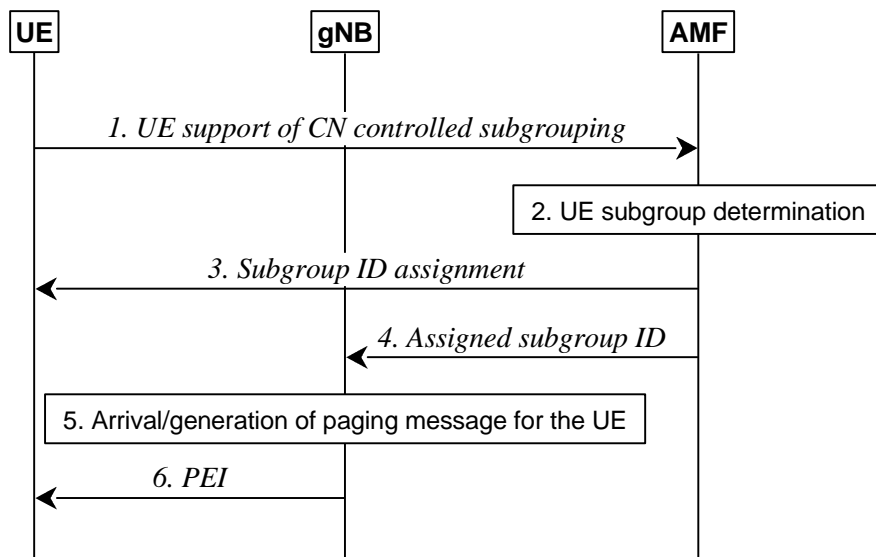 UE
gNB
AMF
1. UE support of CN controlled subgrouping
2. UE subgroup determination
3. Subgroup ID assignment
4. Assigned subgroup ID
5. Arrival/generation of paging message for the UE
6. PEI